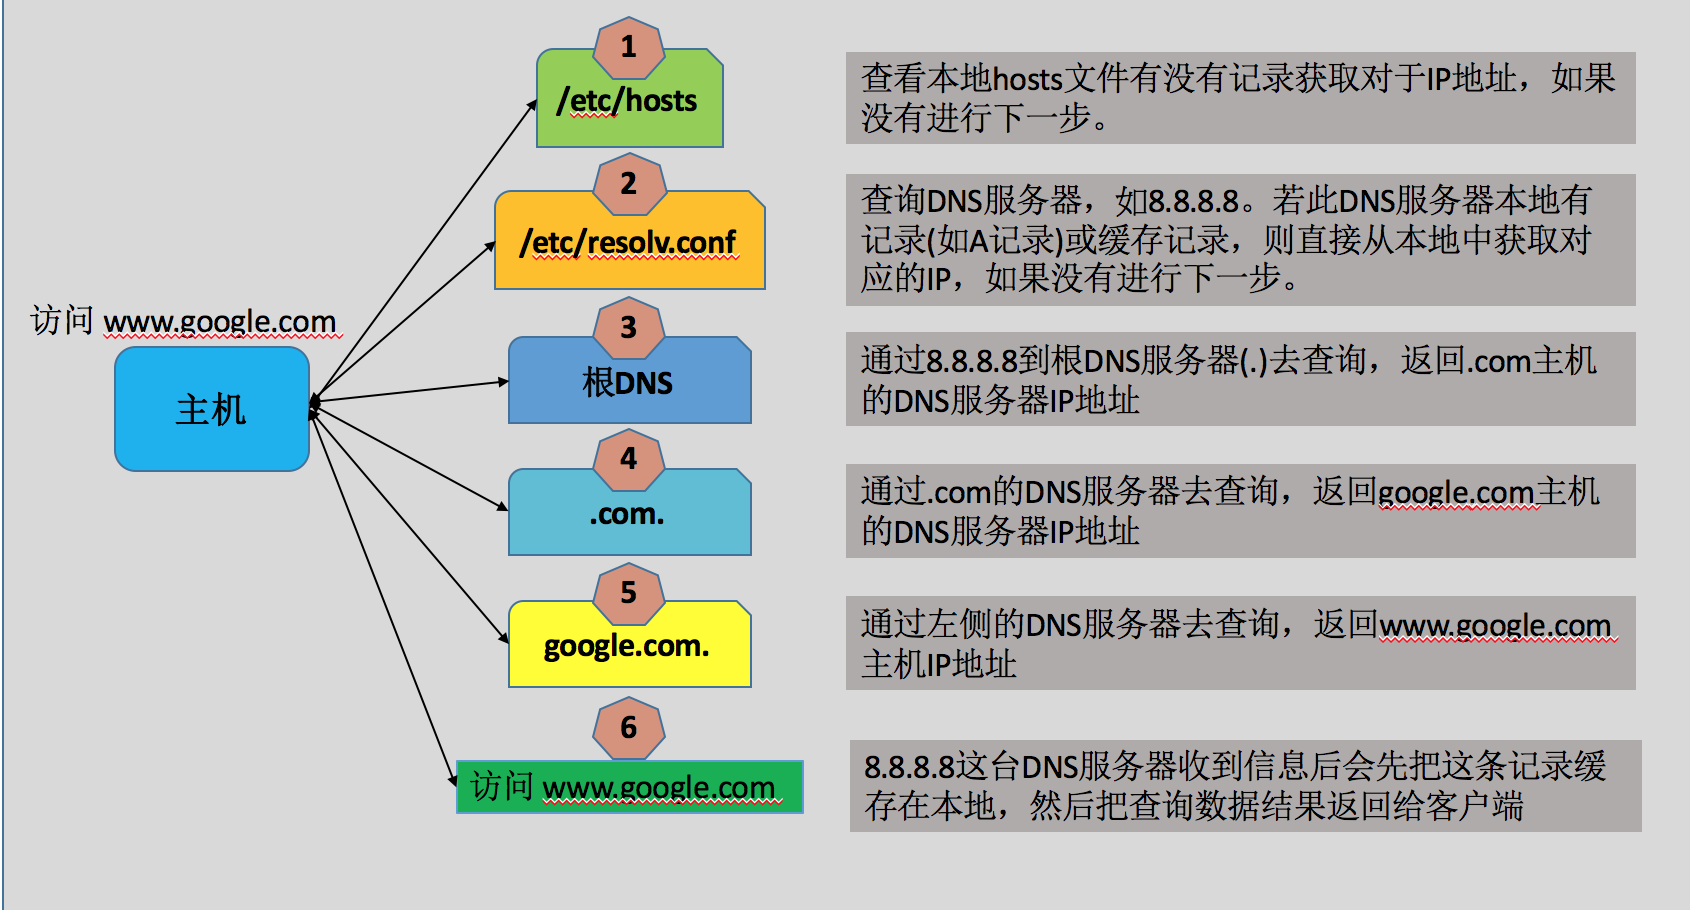 1
/etc/hosts
查看本地hosts文件有没有记录获取对于IP地址，如果
没有进行下一步。
2
/etc/resolv.conf
查询DNS服务器，如8.8.8.8。若此DNS服务器本地有
记录(如A记录)或缓存记录，则直接从本地中获取对
应的IP，如果没有进行下一步。
访问 www.google.com
主机
3
根DNS
通过8.8.8.8到根DNS服务器(.)去查询，返回.com主机
的DNS服务器IP地址
4
.com.
通过.com的DNS服务器去查询，返回google.com主机
的DNS服务器IP地址
5
google.com.
通过左侧的DNS服务器去查询，返回www.google.com
主机IP地址
6
访问 www.google.com
8.8.8.8这台DNS服务器收到信息后会先把这条记录缓
存在本地，然后把查询数据结果返回给客户端